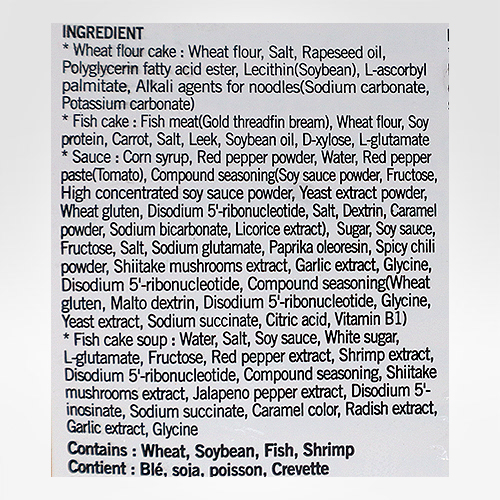 INGREDIENT
* Wheat flour cake : Wheat flour, Salt, Rapeseed oil,
Polyglycerin fatty acid ester, Lecithin(Soybean), L-ascorbyl
palmitate, Alkali agents for noodles(Sodium carbonate,
Potassium carbonate)
* Fish cake : Fish meat(Gold threadfin bream), Wheat flour, Soy
protein, Carrot, Salt, Leek, Soybean oil, D-xylose, L-glutamate
* Sauce : Corn syrup, Red pepper powder, Water, Red pepper
paste(Tomato), Compound seasoning(Soy sauce powder, Fructose,
High concentrated soy sauce powder, Yeast extract powder,
Wheat gluten, Disodium 5'-ribonucleotide, Salt, Dextrin, Caramel
powder, Sodium bicarbonate, Licorice extract), Sugar, Soy sauce,
Fructose, Salt, Sodium glutamate, Paprika oleoresin, Spicy chili
powder, Shiitake mushrooms extract, Garlic extract, Glycine,
Disodium 5'-ribonucleotide, Compound seasoning(Wheat
gluten, Malto dextrin, Disodium 5'-ribonucleotide, Glycine,
Yeast extract, Sodium succinate, Citric acid, Vitamin B1)
* Fish cake soup : Water, Salt, Soy sauce, White sugar,
L-glutamate, Fructose, Red pepper extract, Shrimp extract,
Disodium 5'-ribonucleotide, Compound seasoning, Shiitake
mushrooms extract, Jalapeno pepper extract, Disodium 5'-
inosinate, Sodium succinate, Caramel color, Radish extract,
Garlic extract, Glycine
Contains : Wheat, Soybean, Fish, Shrimp
Contient : Blé, soja, poisson, Crevette